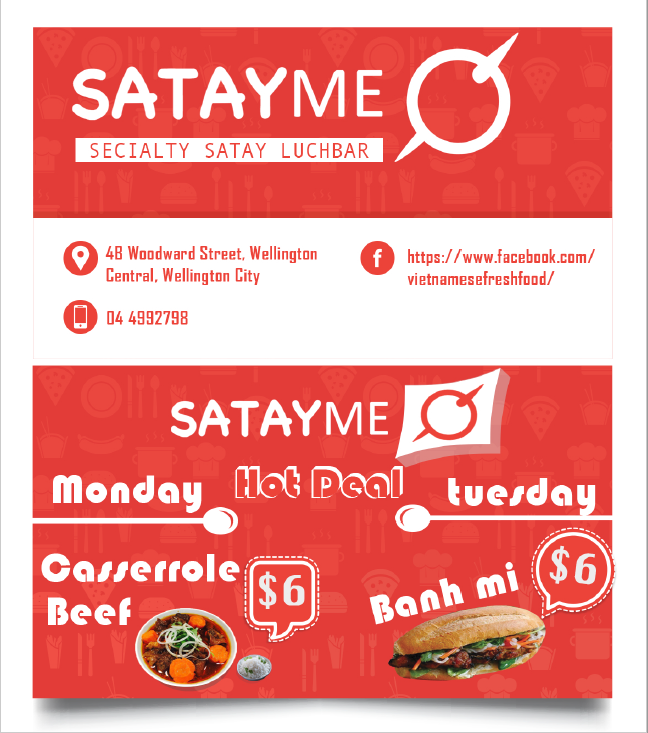 SATAYME
SECIALTY SATAY LUCHBAR
48 Woodward Street, Wellington
Central, Wellington City
04 4992798
https://www.facebook.com/
vietnamesefreshfood/
SATAYME
Hot Deal
Monday
tuesday
Casserrole
Beef
$6
Banh mi
$6